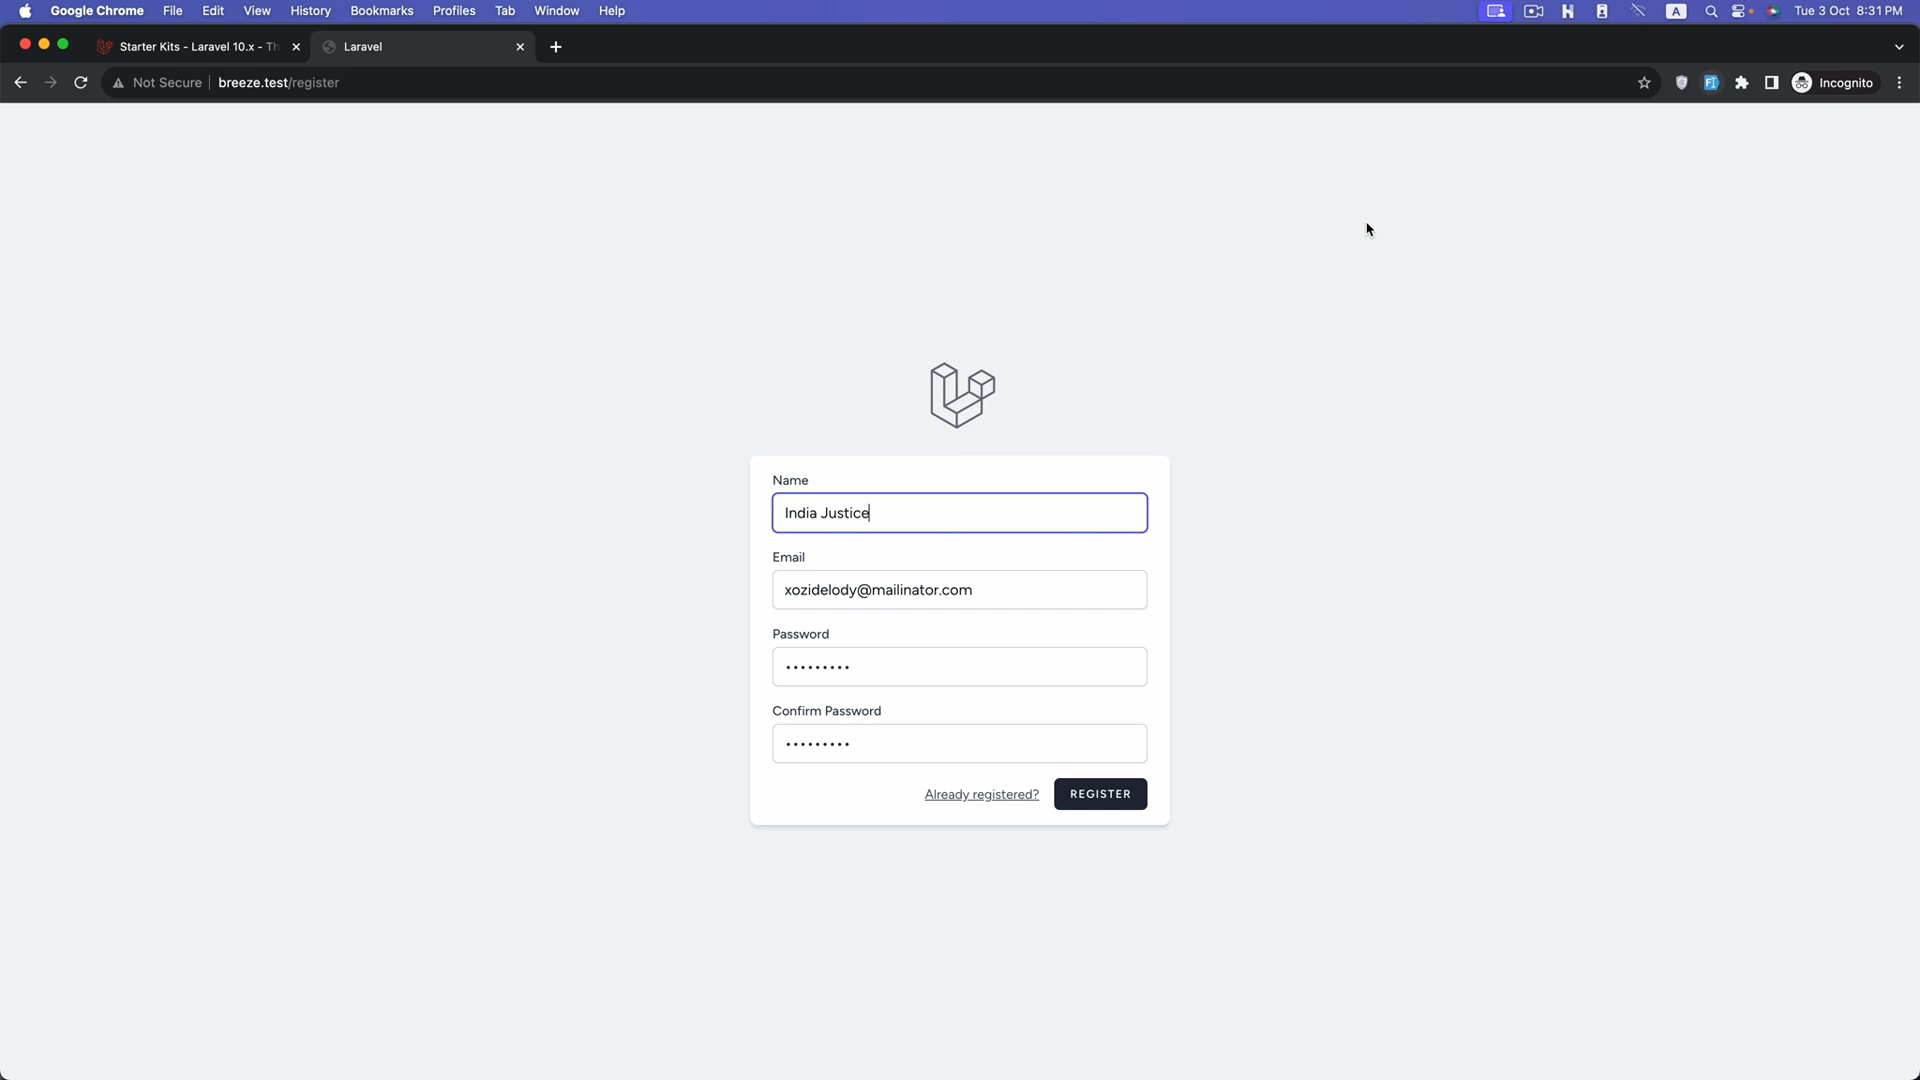 Google Chrome File Edit View History Bookmarks Profiles Tab Window Help A Tue 3 Oct 8:31 PM
Starter Kits - Laravel 10.x - Th Laravel
Not Secure breeze.test/register Incognito
Name
India Justice
Email
xozidelody@mailinator.com
Password
•••••••••
Confirm Password
•••••••••
Already registered? REGISTER